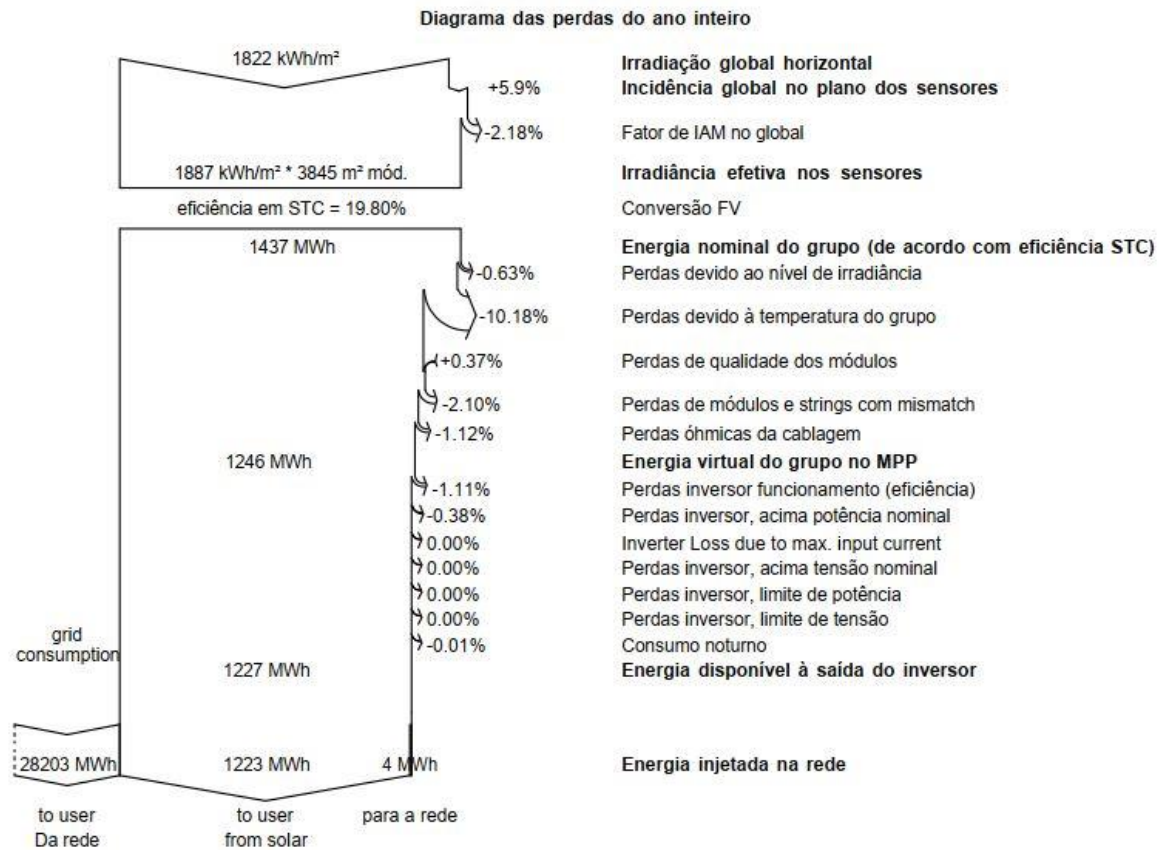 Diagrama das perdas do ano inteiro
1822 kWh/m²
Irradiação global horizontal
+5.9%
Incidência global no plano dos sensores
-2.18%
Fator de IAM no global
1887 kWh/m² * 3845 m² mód.
Irradiância efetiva nos sensores
eficiência em STC = 19.80%
Conversão FV
1437 MWh
Energia nominal do grupo (de acordo com eficiência STC)
-0.63%
Perdas devido ao nível de irradiância
-10.18%
Perdas devido à temperatura do grupo
+0.37%
Perdas de qualidade dos módulos
-2.10%
Perdas de módulos e strings com mismatch
-1.12%
Perdas óhmicas da cablagem
1246 MWh
Energia virtual do grupo no MPP
-1.11%
Perdas inversor funcionamento (eficiência)
-0.38%
Perdas inversor, acima potência nominal
0.00%
Inverter Loss due to max. input current
0.00%
Perdas inversor, acima tensão nominal
0.00%
Perdas inversor, limite de potência
0.00%
Perdas inversor, limite de tensão
-0.01%
Consumo noturno
grid
consumption
1227 MWh
Energia disponível à saída do inversor
28203 MWh
1223 MWh
4 MWh
Energia injetada na rede
to user
Da rede
to user
from solar
para a rede